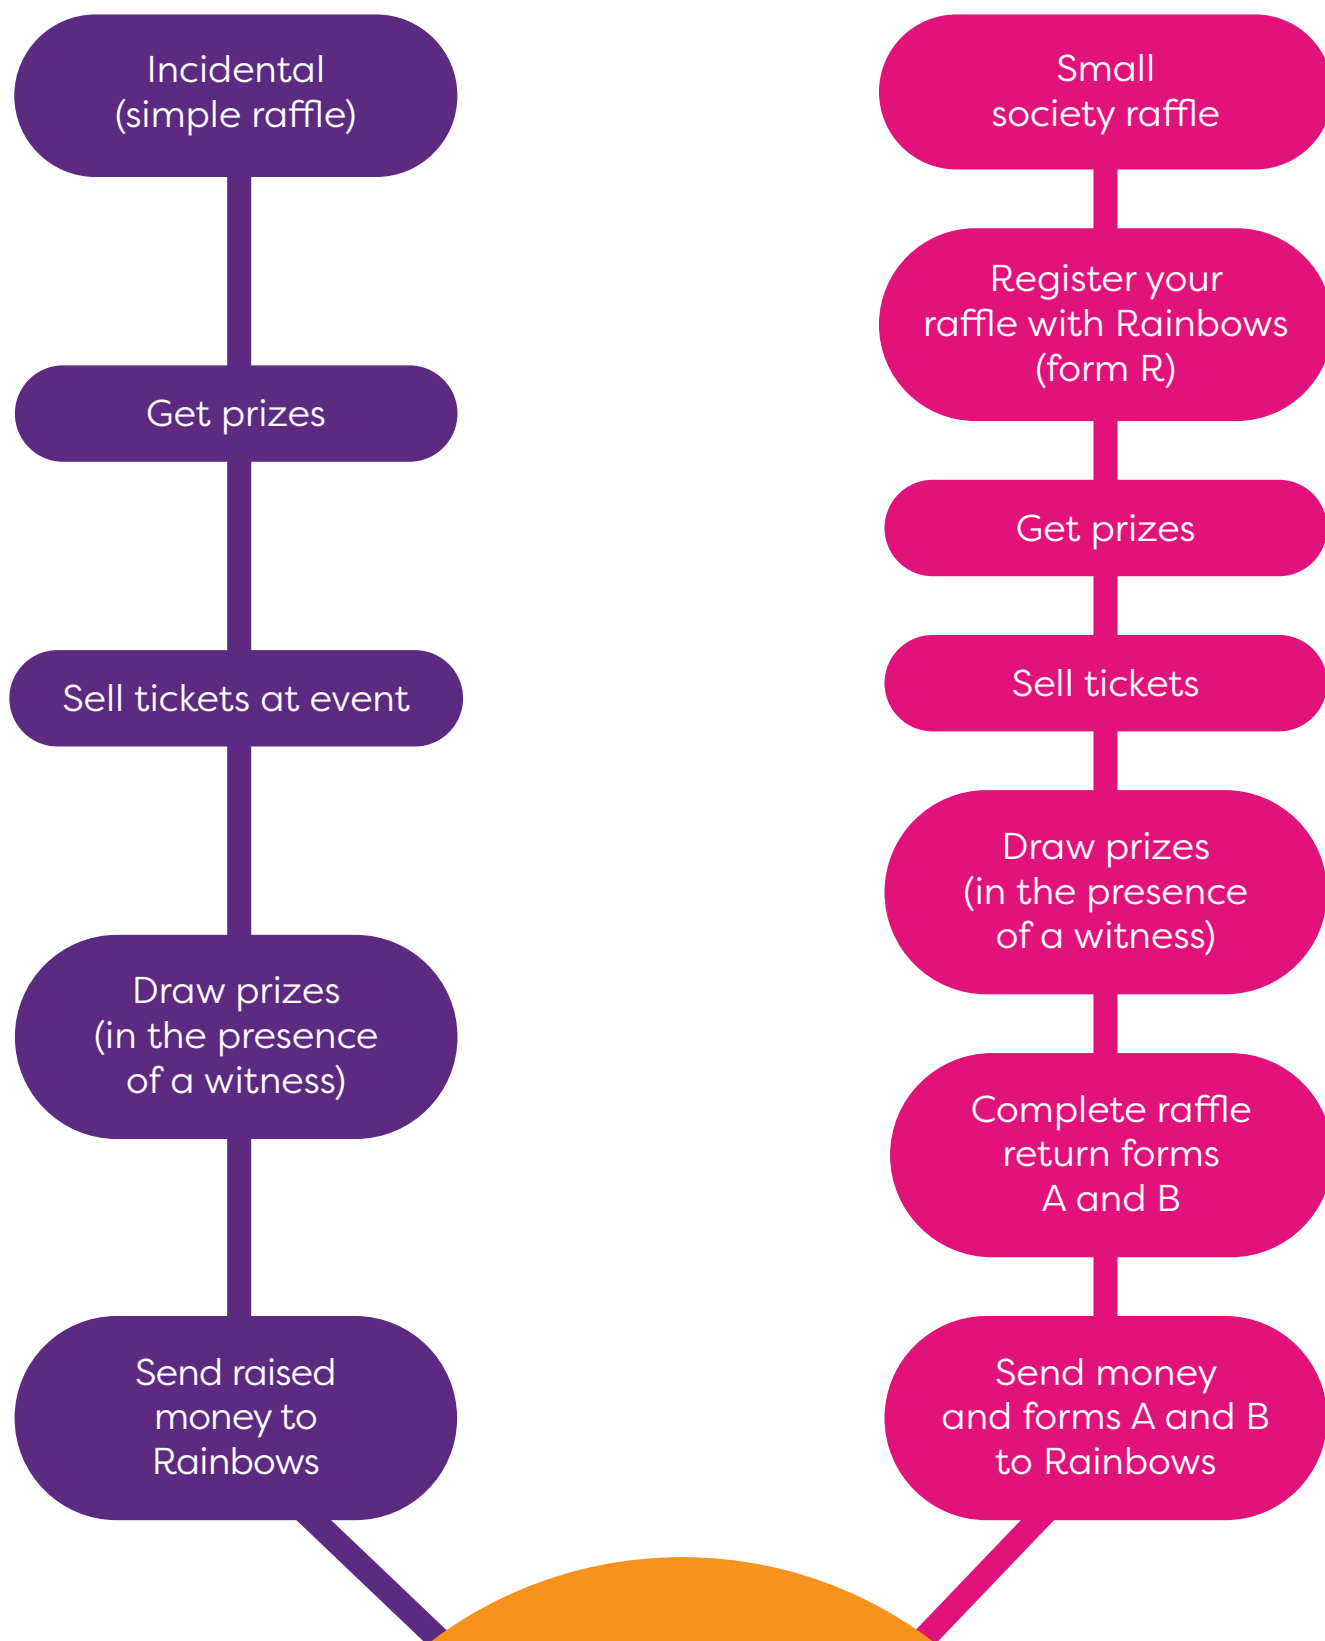 Incidental
(simple raffle)
Get prizes
Sell tickets at event
Draw prizes
(in the presence
of a witness)
Send raised
money to
Rainbows
Small
society raffle
Register your
raffle with Rainbows
(form R)
Get prizes
Sell tickets
Draw prizes
(in the presence
of a witness)
Complete raffle
return forms
A and B
Send money
and forms A and B
to Rainbows